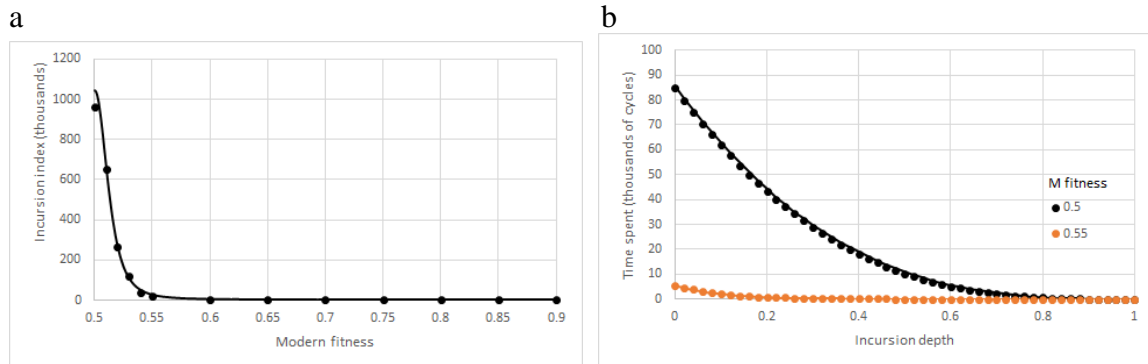 a
1200
1000
800
600
400
200
0
0.5 0.55 0.6 0.65 0.7 0.75 0.8 0.85 0.9
Incursion index (thousands)
Modern fitness
b
100
90
80
70
60
50
40
30
20
10
0
0 0.2 0.4 0.6 0.8 1
Time spent (thousands of cycles)
Incursion depth
M fitness
0.5
0.55